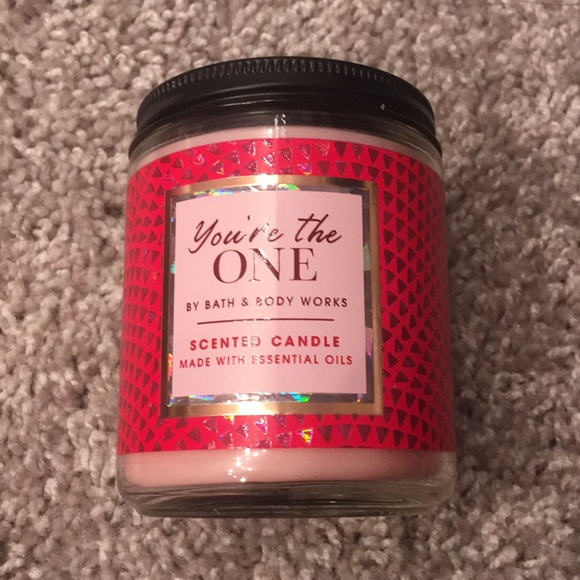 You're the
ONE
BY BATH & BODY WORKS
SCENTED CANDLE
MADE WITH ESSENTIAL OILS